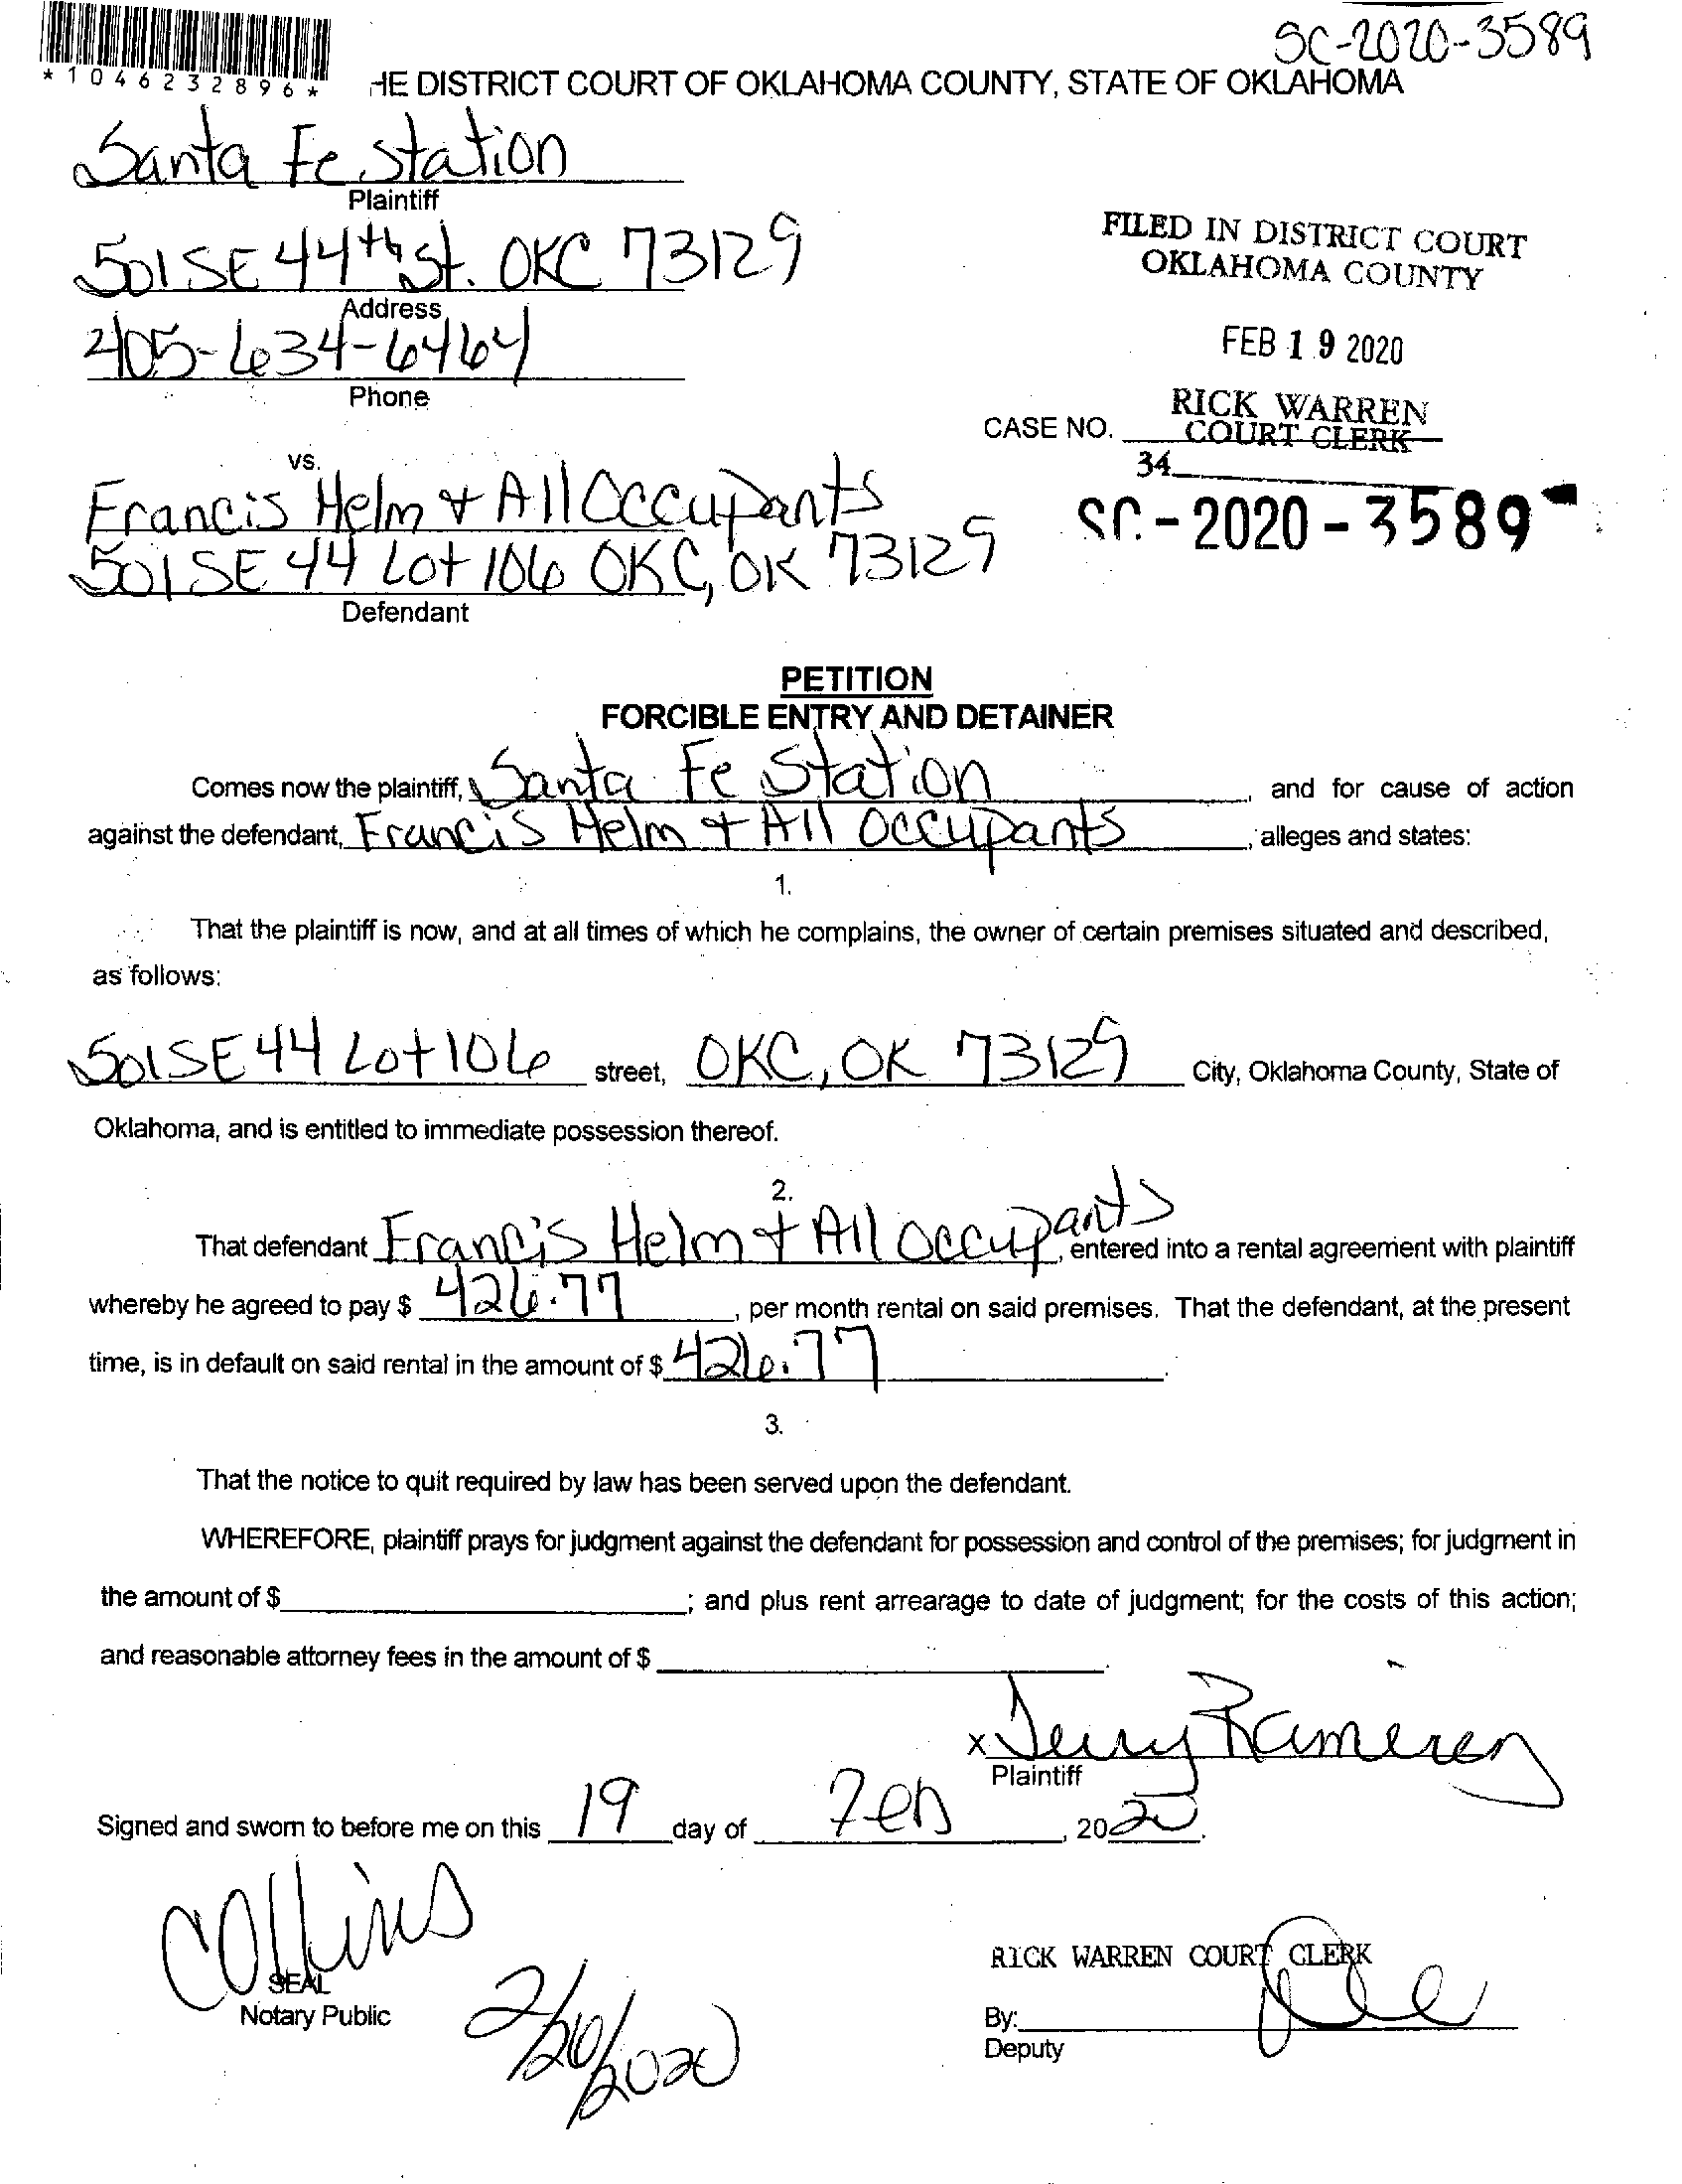 SC-2020-3589
*1046232896*
HE DISTRICT COURT OF OKLAHOMA COUNTY, STATE OF OKLAHOMA
Santa Fe Station
Plaintiff
501 SE 44th St. OKC 73129
Address
405-634-6464
Phone
FILED IN DISTRICT COURT
OKLAHOMA COUNTY
FEB 19 2020
RICK WARREN
COURT CLERK
CASE NO.
34
SC-2020-3589
vs.
Francis Helm + All Occupants
501 SE 44 Lot 106 OKC, OK 73129
Defendant
PETITION
FORCIBLE ENTRY AND DETAINER
Comes now the plaintiff, Santa Fe Station, and for cause of action
against the defendant, Francis Helm + All Occupants, alleges and states:
1.
That the plaintiff is now, and at all times of which he complains, the owner of certain premises situated and described,
as follows:
501 SE 44 Lot 106 street, OKC, OK 73129 City, Oklahoma County, State of
Oklahoma, and is entitled to immediate possession thereof.
2.
That defendant Francis Helm + All occupants, entered into a rental agreement with plaintiff
whereby he agreed to pay $ 426.77, per month rental on said premises. That the defendant, at the present
time, is in default on said rental in the amount of $ 426.77.
3.
That the notice to quit required by law has been served upon the defendant.
WHEREFORE, plaintiff prays for judgment against the defendant for possession and control of the premises; for judgment in
the amount of $; and plus rent arrearage to date of judgment; for the costs of this action;
and reasonable attorney fees in the amount of $.
x Jerry Ramirez
Plaintiff
Signed and sworn to before me on this 19 day of Feb, 2020.
Collins
SEAL
Notary Public
2/20/2020
RICK WARREN COURT CLERK
By:
Deputy